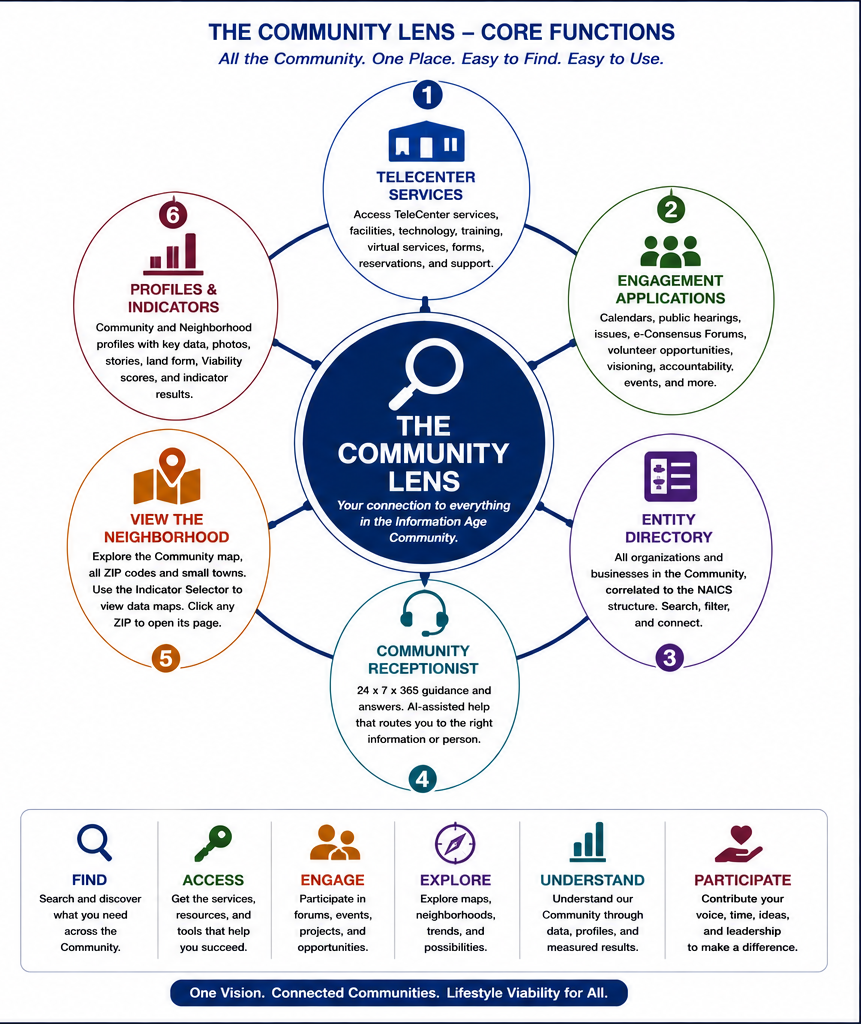 THE COMMUNITY LENS – CORE FUNCTIONS
All the Community. One Place. Easy to Find. Easy to Use.
1
TELECENTER
SERVICES
Access TeleCenter services,
facilities, technology, training,
virtual services, forms,
reservations, and support.
2
ENGAGEMENT
APPLICATIONS
Calendars, public hearings,
issues, e-Consensus Forums,
volunteer opportunities,
visioning, accountability,
events, and more.
ENTITY
DIRECTORY
All organizations and
businesses in the Community,
correlated to the NAICS
structure. Search, filter,
and connect.
3
COMMUNITY
RECEPTIONIST
24 x 7 x 365 guidance and
answers. AI-assisted help
that routes you to the right
information or person.
4
VIEW THE
NEIGHBORHOOD
Explore the Community map,
all ZIP codes and small towns.
Use the Indicator Selector to
view data maps. Click any
ZIP to open its page.
5
6
PROFILES &
INDICATORS
Community and Neighborhood
profiles with key data, photos,
stories, land form, Viability
scores, and indicator
results.
THE
COMMUNITY
LENS
Your connection to everything
in the Information Age
Community.
FIND
Search and discover
what you need
across the
Community.
ACCESS
Get the services,
resources, and
tools that help
you succeed.
ENGAGE
Participate in
forums, events,
projects, and
opportunities.
EXPLORE
Explore maps,
neighborhoods,
trends, and
possibilities.
UNDERSTAND
Understand our
Community through
data, profiles, and
measured results.
PARTICIPATE
Contribute your
voice, time, ideas,
and leadership
to make a difference.
One Vision. Connected Communities. Lifestyle Viability for All.